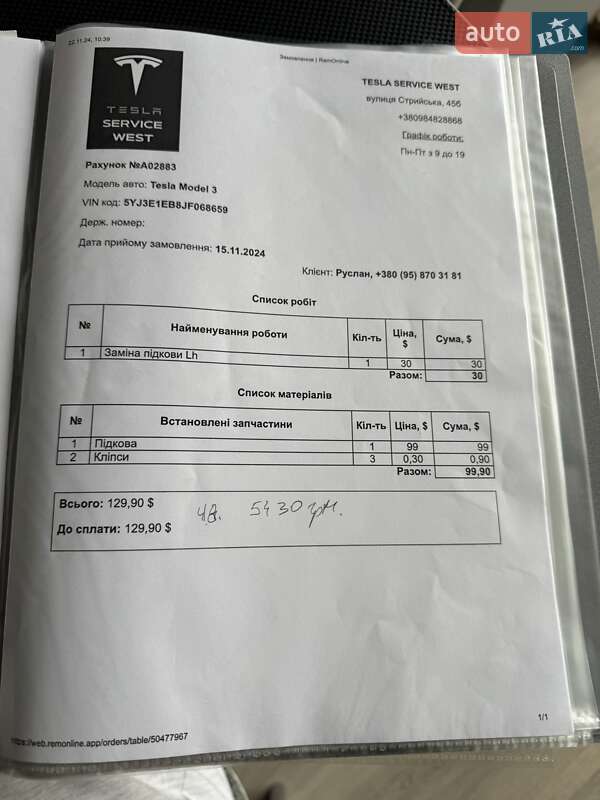 auto RIA .com
22.11.24, 10:39
Замовлення | RemOnline
TESLA
SERVICE
WEST
TESLA SERVICE WEST
вулиця Стрийська, 45б
+380984828868
Графік роботи:
Пн-Пт з 9 до 19
Рахунок №A02883
Модель авто: Tesla Model 3
VIN код: 5YJ3E1EB8JF068659
Держ. номер:
Дата прийому замовлення: 15.11.2024
Клієнт: Руслан, +380 (95) 870 31 81
Список робіт
№ Найменування роботи Кіл-ть Ціна, $ Сума, $
1 Заміна підкови Lh 1 30 30
Разом: 30
Список матеріалів
№ Встановлені запчастини Кіл-ть Ціна, $ Сума, $
1 Підкова 1 99 99
2 Кліпси 3 0,30 0,90
Разом: 99,90
Всього: 129,90 $
До сплати: 129,90 $
5430 грн.
1/1
https://web.remonline.app/orders/table/50477967